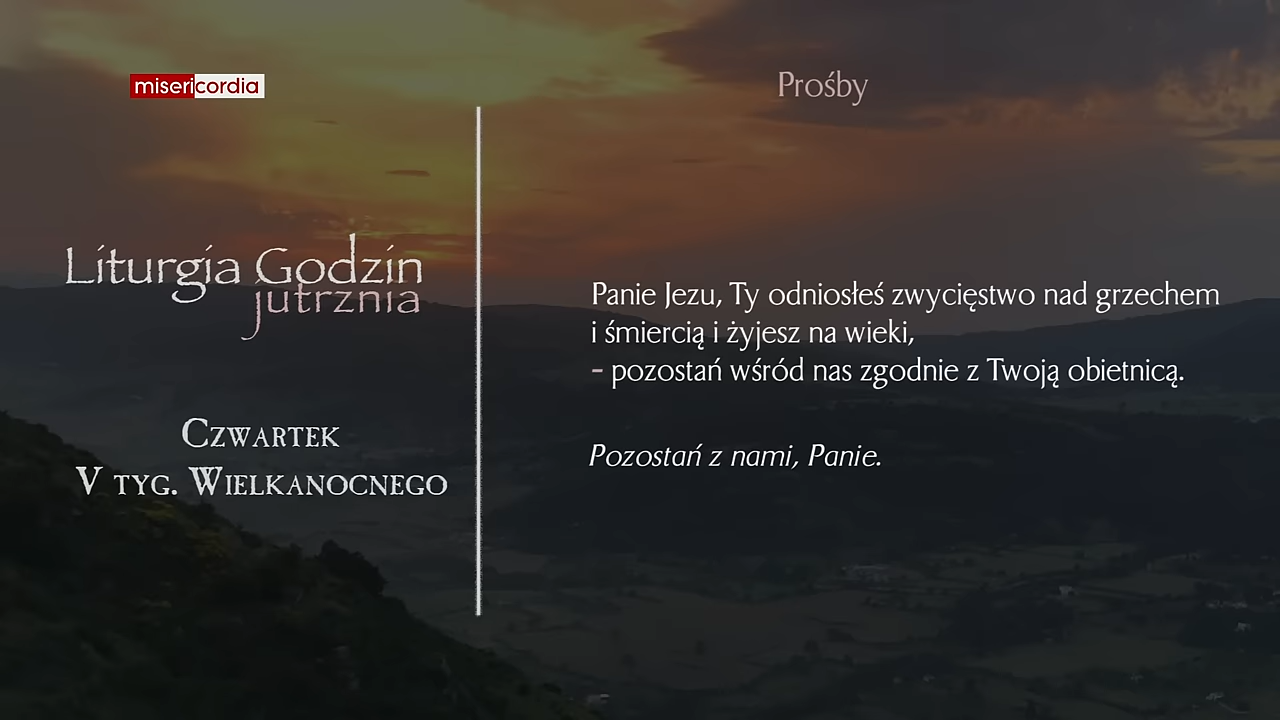 misericordia
Liturgia Godzin
jutrznia
Czwartek
V tyg. Wielkanocnego
Prośby
Panie Jezu, Ty odniosłeś zwycięstwo nad grzechem
i śmiercią i żyjesz na wieki,
- pozostań wśród nas zgodnie z Twoją obietnicą.
Pozostań z nami, Panie.